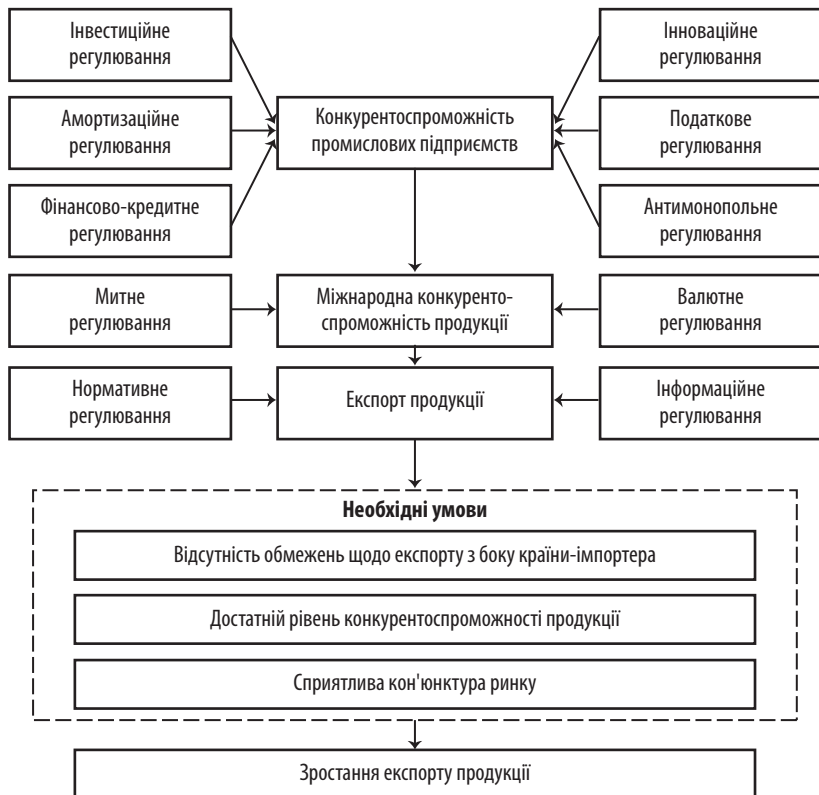 Інвестиційне
регулювання
Інноваційне
регулювання
Амортизаційне
регулювання
Конкурентоспроможність
промислових підприємств
Податкове
регулювання
Фінансово-кредитне
регулювання
Антимонопольне
регулювання
Митне
регулювання
Міжнародна конкуренто-
спроможність продукції
Валютне
регулювання
Нормативне
регулювання
Експорт продукції
Інформаційне
регулювання
Необхідні умови
Відсутність обмежень щодо експорту з боку країни-імпортера
Достатній рівень конкурентоспроможності продукції
Сприятлива кон'юнктура ринку
Зростання експорту продукції